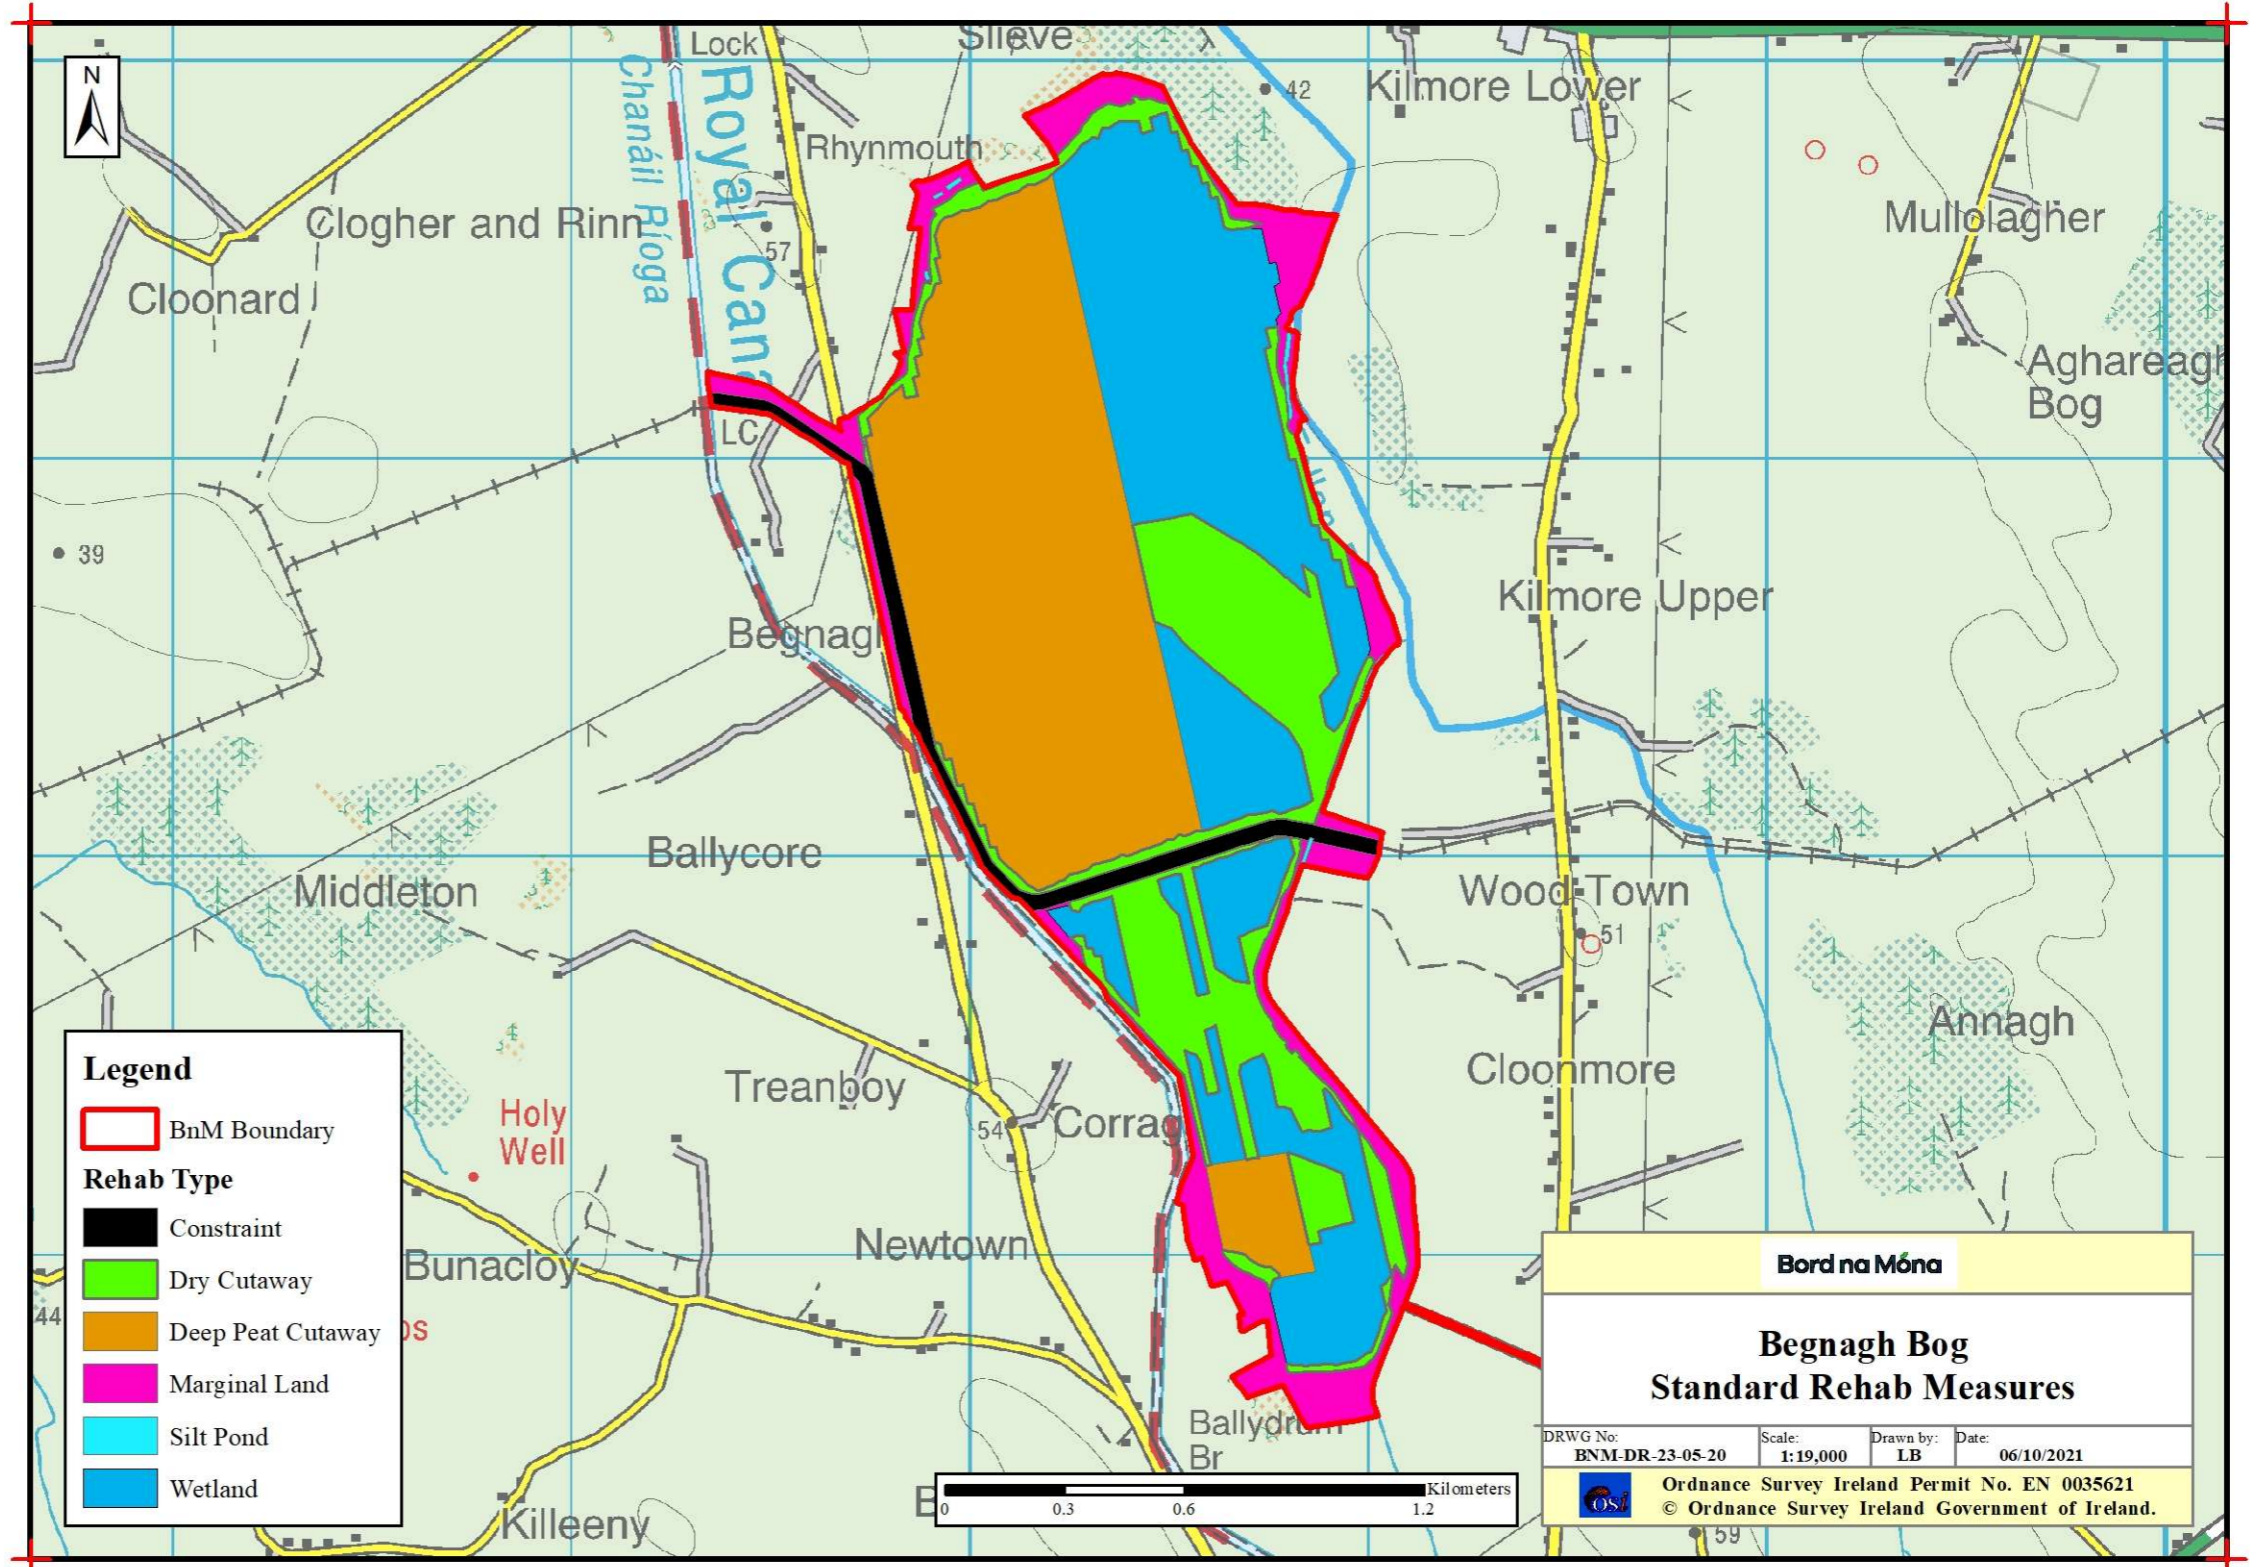 N
Lock
Royal Cana
Chanáil Ríoga
Slieve
42
Kilmore Lower
Rhynmouth
Clogher and Rinn
57
Mullolagher
Cloonard
Aghareagh
Bog
LC
39
Begnagh
Kilmore Upper
Ballycore
Middleton
Wood Town
51
Annagh
Cloonmore
Treanboy
54
Corrag
Holy
Well
Newtown
Bunacloy
44
os
Ballydrum
Br
B
Killeeny
59
Legend
BnM Boundary
Rehab Type
Constraint
Dry Cutaway
Deep Peat Cutaway
Marginal Land
Silt Pond
Wetland
Kilometers
0 0.3 0.6 1.2
Bord na Móna
Begnagh Bog
Standard Rehab Measures
DRWG No: Scale: Drawn by: Date:
BNM-DR-23-05-20 1:19,000 LB 06/10/2021
OSi
Ordnance Survey Ireland Permit No. EN 0035621
© Ordnance Survey Ireland Government of Ireland.